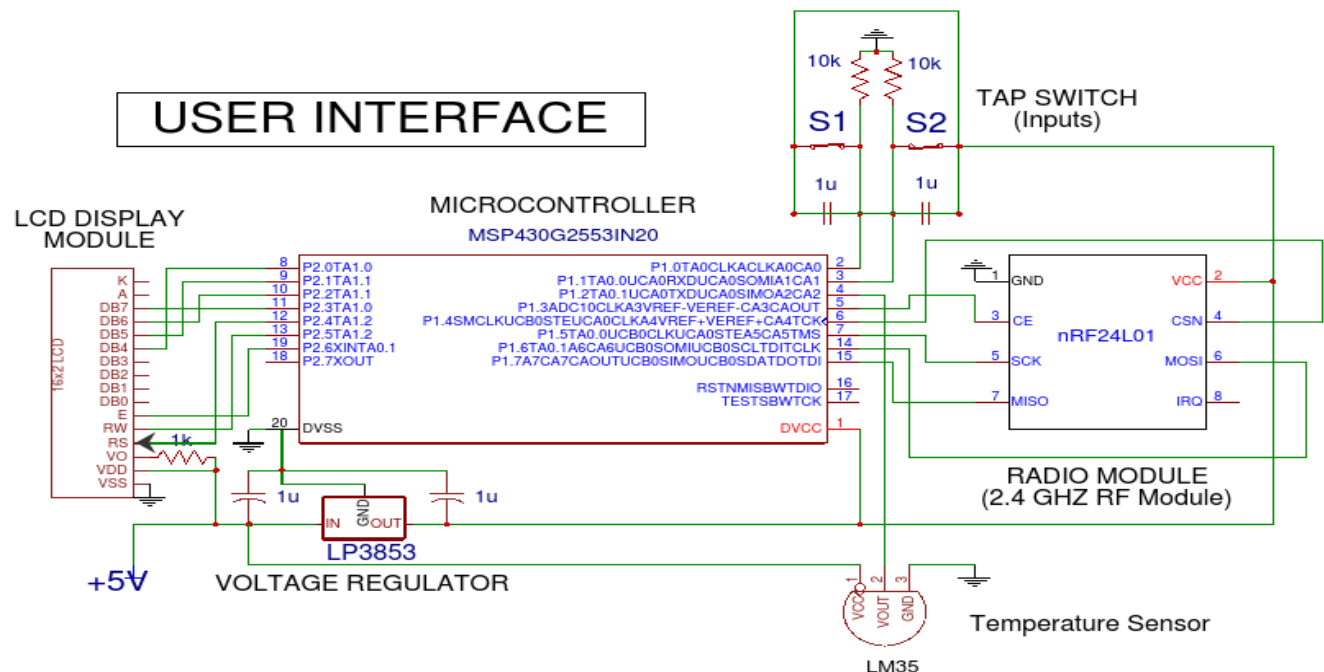 USER INTERFACE
10k
10k
TAP SWITCH
(Inputs)
S1
S2
1u
1u
LCD DISPLAY
MODULE
16x2LCD
K
A
DB7
DB6
DB5
DB4
DB3
DB2
DB1
DB0
E
RW
RS
VO
VDD
VSS
1k
MICROCONTROLLER
MSP430G2553IN20
8 P2.0TA1.0
9 P2.1TA1.1
10 P2.2TA1.1
11 P2.3TA1.0
12 P2.4TA1.2
13 P2.5TA1.2
19 P2.6XINTA0.1
18 P2.7XOUT
20 DVSS
P1.0TA0CLKACLKA0CA0 2
P1.1TA0.0UCA0RXDUCA0SOMIA1CA1 3
P1.2TA0.1UCA0TXDUCA0SIMOA2CA2 4
P1.3ADC10CLKA3VREF-VEREF-CA3CAOUT 5
P1.4SMCLKUCB0STEUCA0CLKA4VREF+VEREF+CA4TCK 6
P1.5TA0.0UCB0CLKUCA0STEA5CA5TMS 7
P1.6TA0.1A6CA6UCB0SOMIUCB0SCLTDITCLK 14
P1.7A7CA7CAOUTUCB0SIMOUCB0SDATDOTDI 15
RSTNMISBWTDIO 16
TESTSBWTCK 17
DVCC 1
1 GND
3 CE
5 SCK
7 MISO
nRF24L01
VCC 2
CSN 4
MOSI 6
IRQ 8
RADIO MODULE
(2.4 GHZ RF Module)
1u
1u
IN
GND
OUT
LP3853
+5V
VOLTAGE REGULATOR
1
2
3
VCC
VOUT
GND
Temperature Sensor
LM35